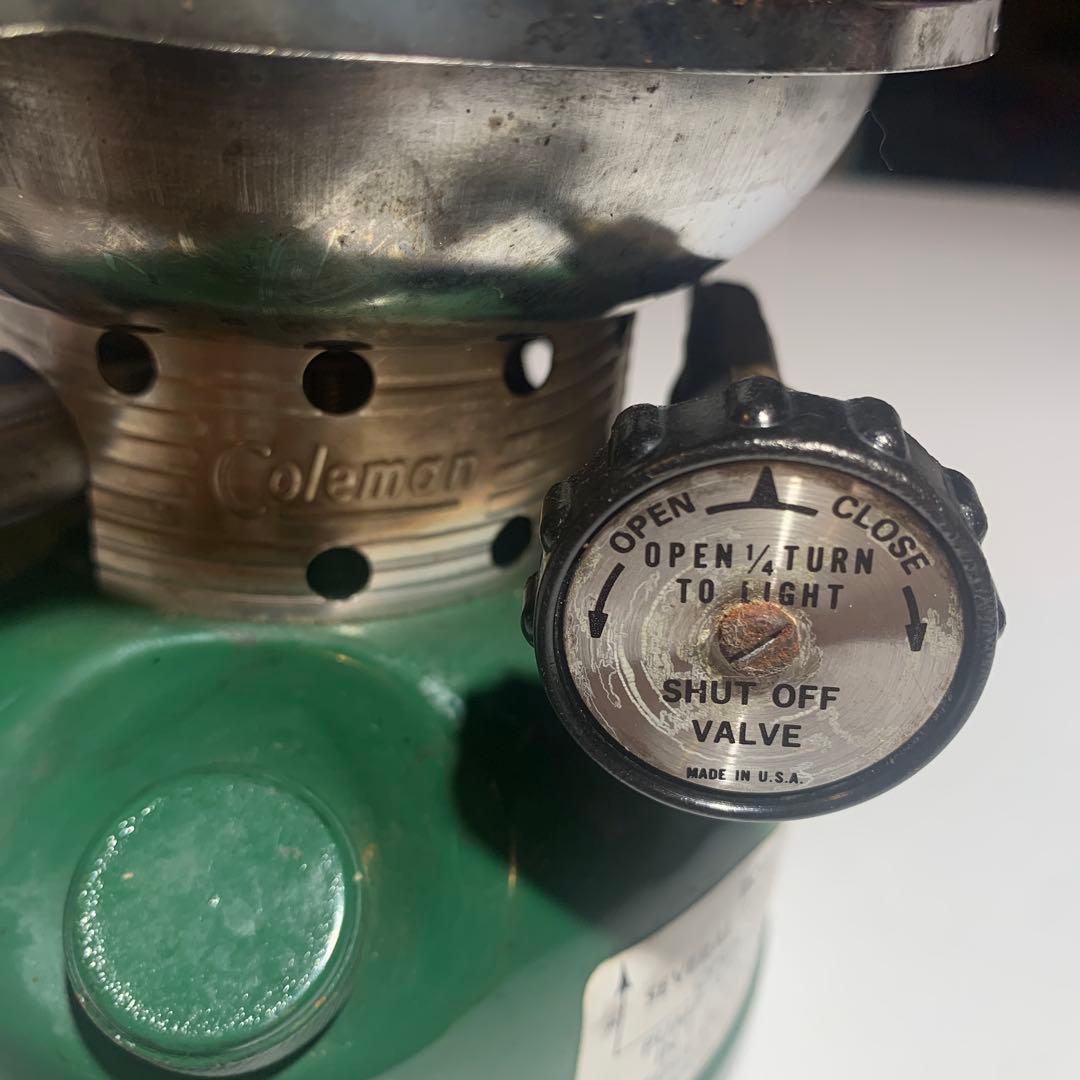 Coleman
OPEN CLOSE
OPEN ¼ TURN
TO LIGHT
SHUT OFF
VALVE
MADE IN U.S.A.